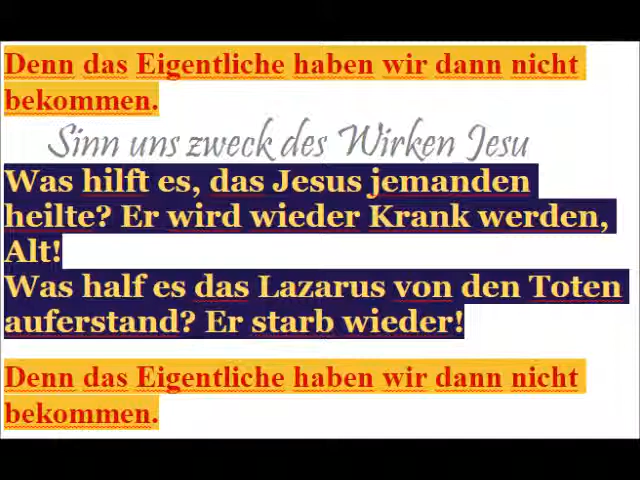 Denn das Eigentliche haben wir dann nicht
bekommen.
Sinn uns zweck des Wirken Jesu
Was hilft es, das Jesus jemanden
heilte? Er wird wieder Krank werden,
Alt!
Was half es das Lazarus von den Toten
auferstand? Er starb wieder!
Denn das Eigentliche haben wir dann nicht
bekommen.